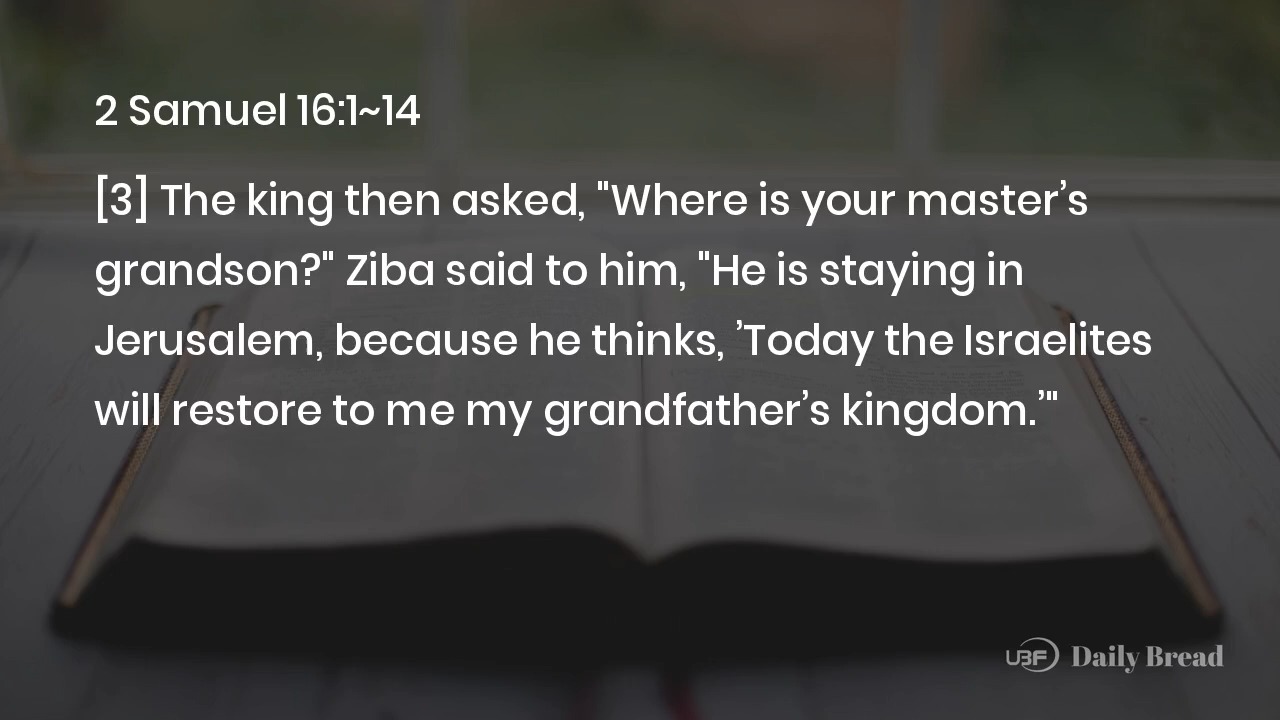 2 Samuel 16:1~14
[3] The king then asked, "Where is your master’s
grandson?" Ziba said to him, "He is staying in
Jerusalem, because he thinks, ’Today the Israelites
will restore to me my grandfather’s kingdom.’"
UBF Daily Bread